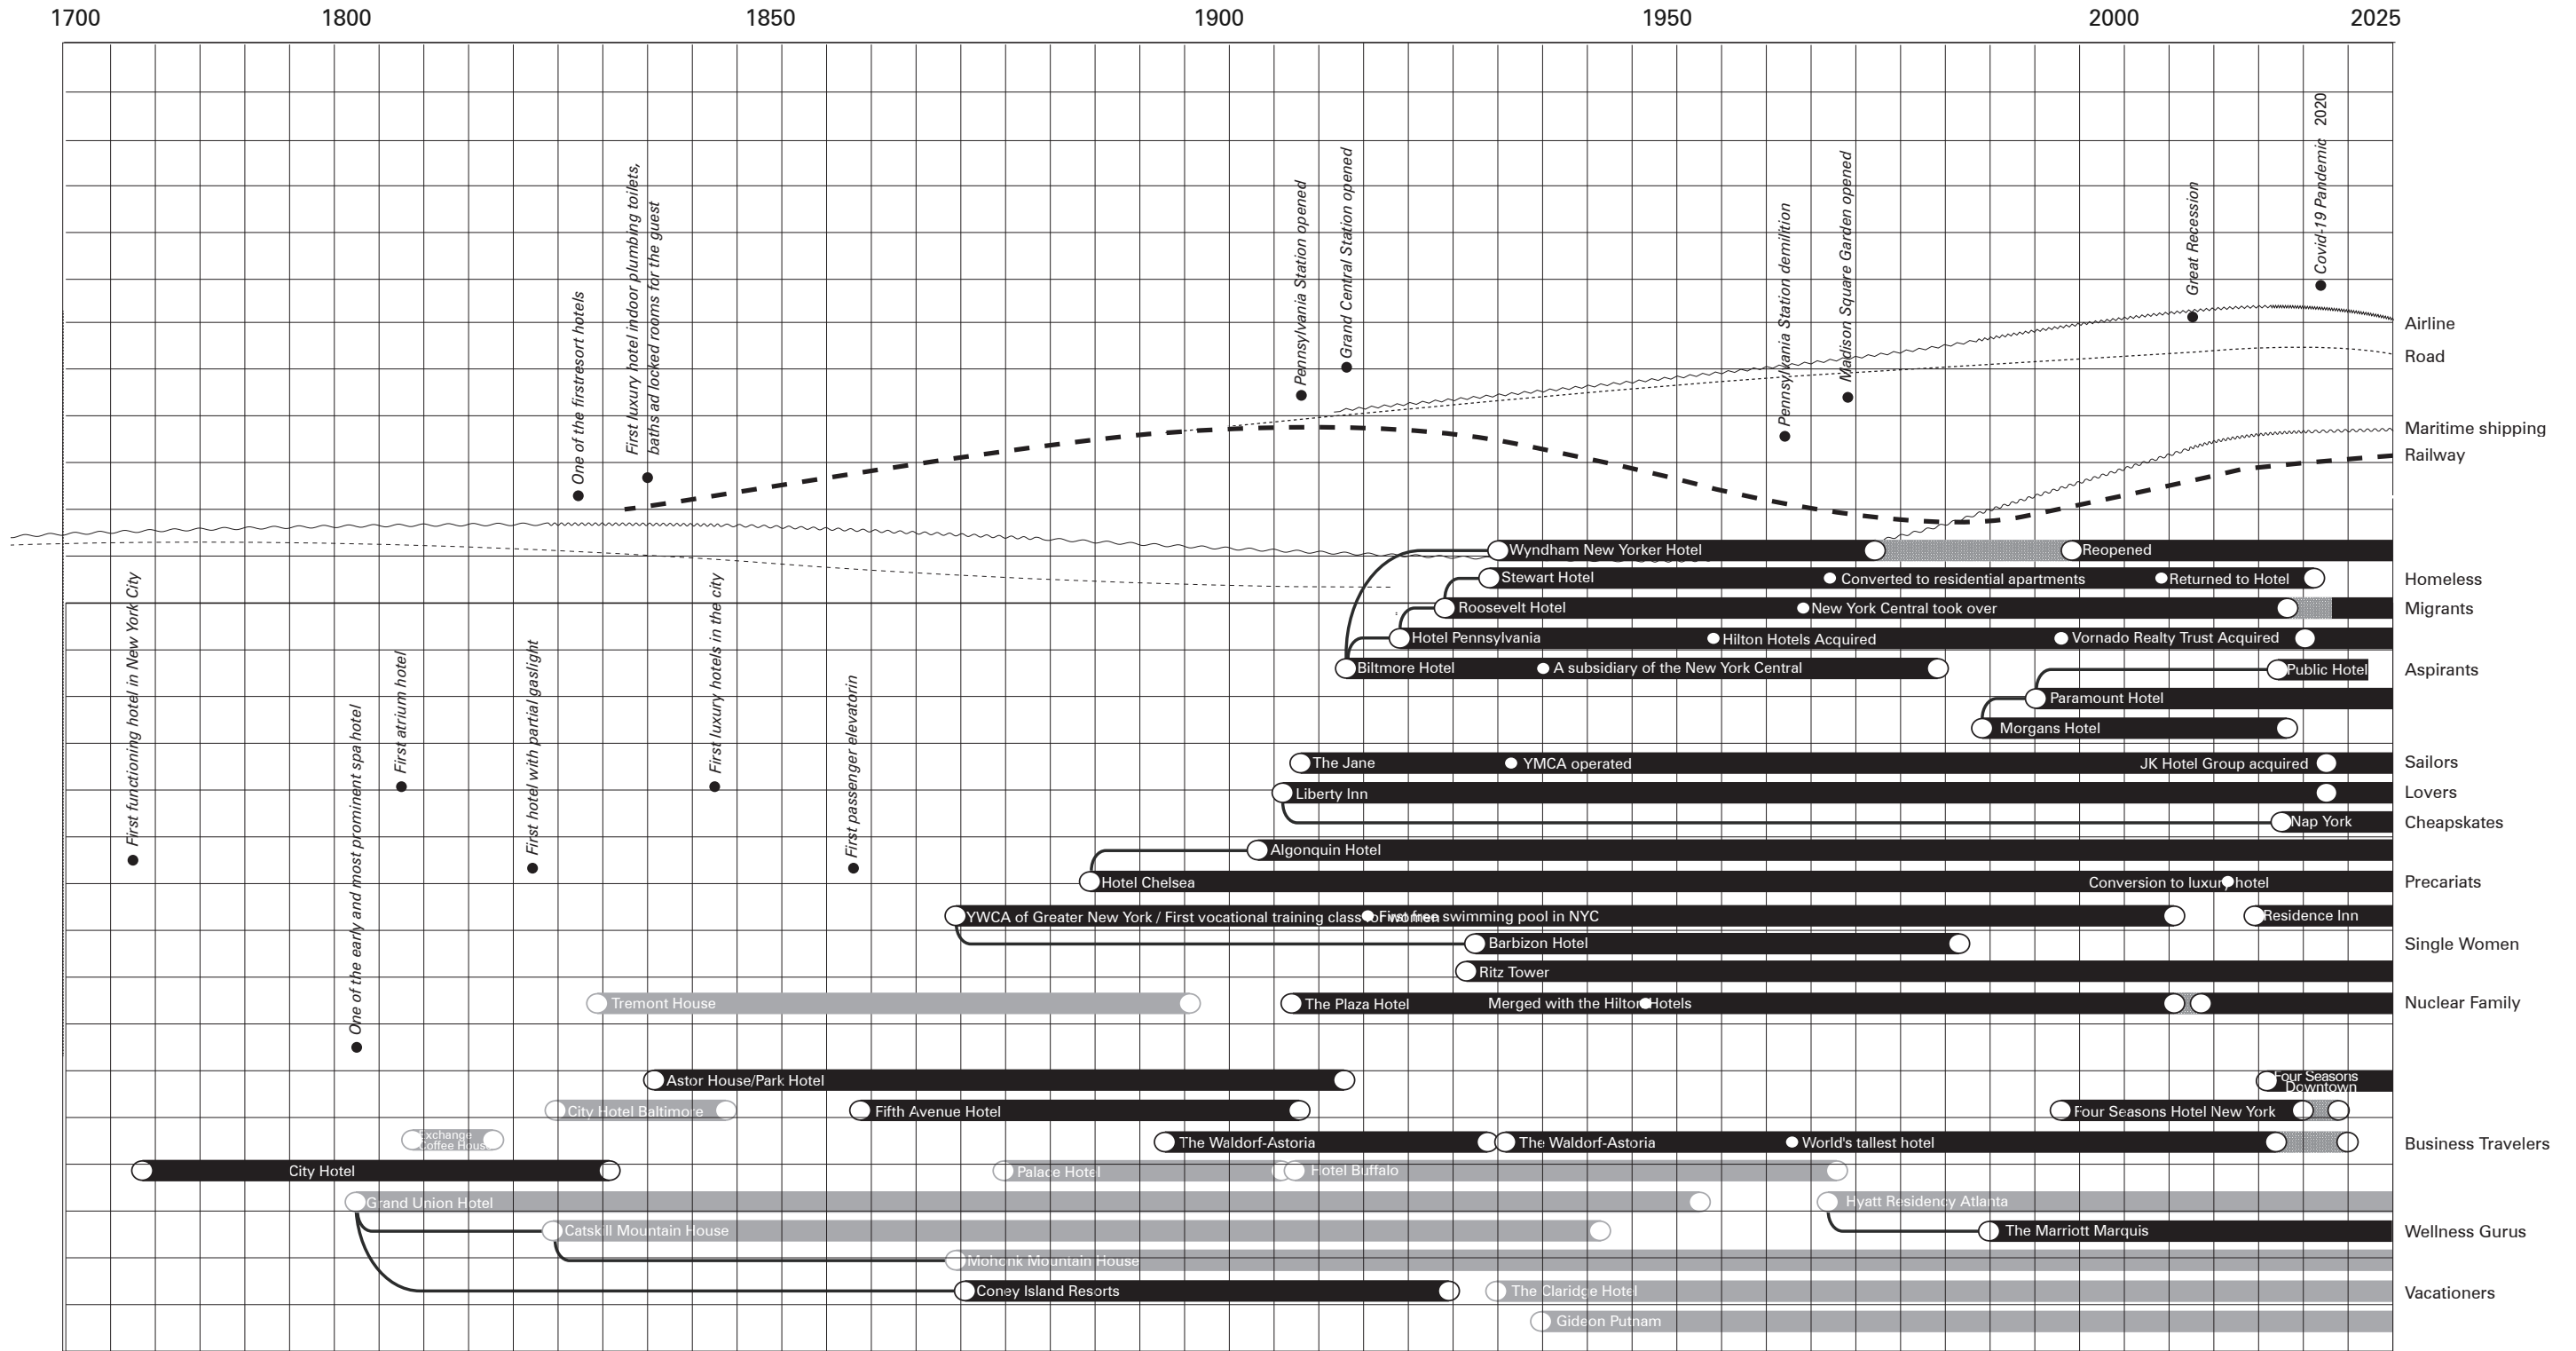 1700 1800 1850 1900 1950 2000 2025
Covid-19 Pandemic 2020
Grand Central Station opened
Madison Square Garden opened
First luxury hotel indoor plumbing toilets,
baths ad locked rooms for the guest
Pennsylvania Station opened
Great Recession
Pennsylvania Station demilition
One of the firstresort hotels
Airline
Road
Maritime shipping
Railway
First functioning hotel in New York City
First luxury hotels in the city
First hotel with partial gaslight
First atrium hotel
First passenger elevatorin
One of the early and most prominent spa hotel
Wyndham New Yorker Hotel Reopened
Stewart Hotel Converted to residential apartments Returned to Hotel Homeless
Roosevelt Hotel New York Central took over Migrants
Hotel Pennsylvania Hilton Hotels Acquired Vornado Realty Trust Acquired
Biltmore Hotel A subsidiary of the New York Central Public Hotel Aspirants
Paramount Hotel
Morgans Hotel
The Jane YMCA operated JK Hotel Group acquired Sailors
Liberty Inn Lovers
Nap York Cheapskates
Algonquin Hotel
Hotel Chelsea Conversion to luxury hotel Precariats
YWCA of Greater New York / First vocational training class for women First free swimming pool in NYC Residence Inn
Barbizon Hotel Single Women
Ritz Tower
Tremont House The Plaza Hotel Merged with the Hilton Hotels Nuclear Family
Astor House/Park Hotel Four Seasons
Downtown
City Hotel Baltimore Fifth Avenue Hotel Four Seasons Hotel New York
Exchange
Coffee House
The Waldorf-Astoria The Waldorf-Astoria World's tallest hotel Business Travelers
City Hotel Palace Hotel Hotel Buffalo
Grand Union Hotel Hyatt Residency Atlanta
Catskill Mountain House The Marriott Marquis Wellness Gurus
Mohonk Mountain House
Coney Island Resorts The Claridge Hotel Vacationers
Gideon Putnam